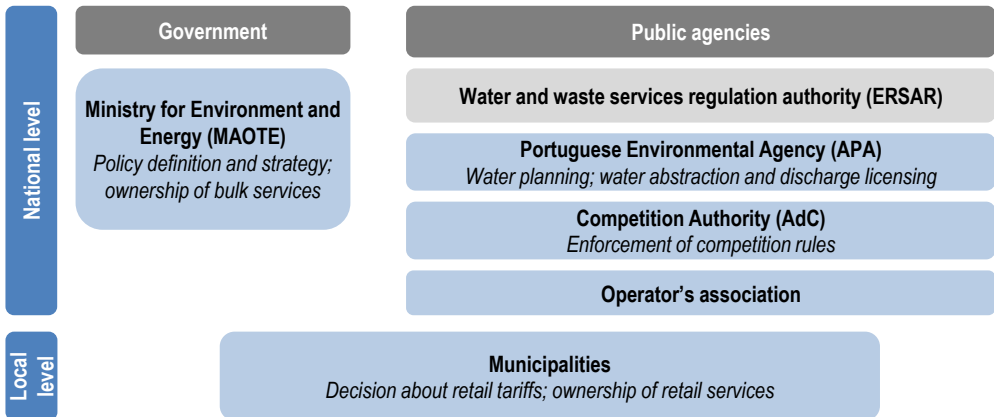 Government
Public agencies
National level
Ministry for Environment and
Energy (MAOTE)
Policy definition and strategy;
ownership of bulk services
Water and waste services regulation authority (ERSAR)
Portuguese Environmental Agency (APA)
Water planning; water abstraction and discharge licensing
Competition Authority (AdC)
Enforcement of competition rules
Operator’s association
Local
level
Municipalities
Decision about retail tariffs; ownership of retail services